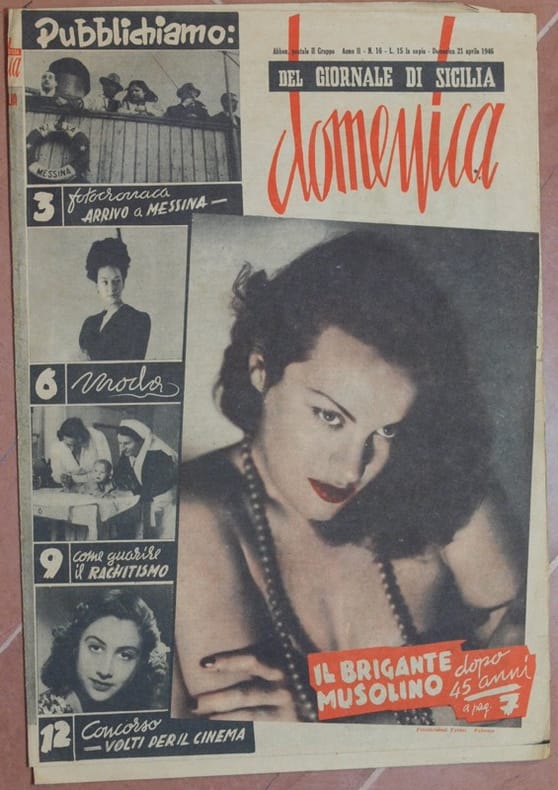 Pubblichiamo:
Abbon. postale II Gruppo Anno II - N. 16 - L. 15 la copia - Domenica 21 aprile 1946
DEL GIORNALE DI SICILIA
domenica
MESSINA
3 fotocronaca
ARRIVO a MESSINA —
6 Moda
9 come guarire
il RACHITISMO
12 Concorso
— VOLTI PER IL CINEMA
IL BRIGANTE
MUSOLINO
dopo
45 anni
a pag. 7